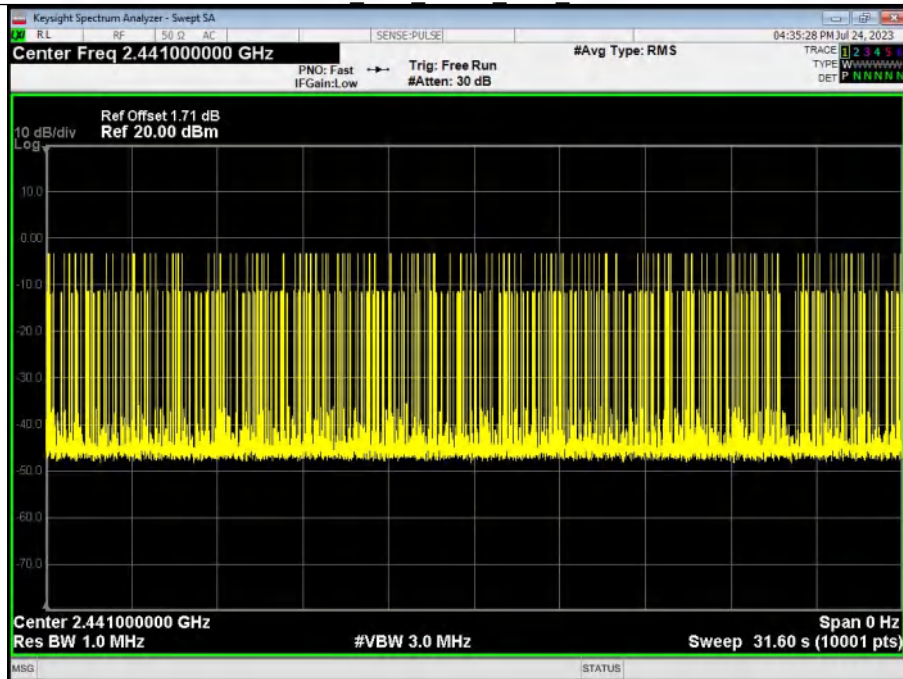 Keysight Spectrum Analyzer - Swept SA
RL RF 50 Ω AC SENSE:PULSE 04:35:28 PM Jul 24, 2023
Center Freq 2.441000000 GHz #Avg Type: RMS TRACE 1 2 3 4 5 6
PNO: Fast Trig: Free Run TYPE W W W W W W
IFGain:Low #Atten: 30 dB DET P N N N N N
Ref Offset 1.71 dB
10 dB/div Ref 20.00 dBm
Log
10.0
0.00
-10.0
-20.0
-30.0
-40.0
-50.0
-60.0
-70.0
Center 2.441000000 GHz Span 0 Hz
Res BW 1.0 MHz #VBW 3.0 MHz Sweep 31.60 s (10001 pts)
MSG STATUS